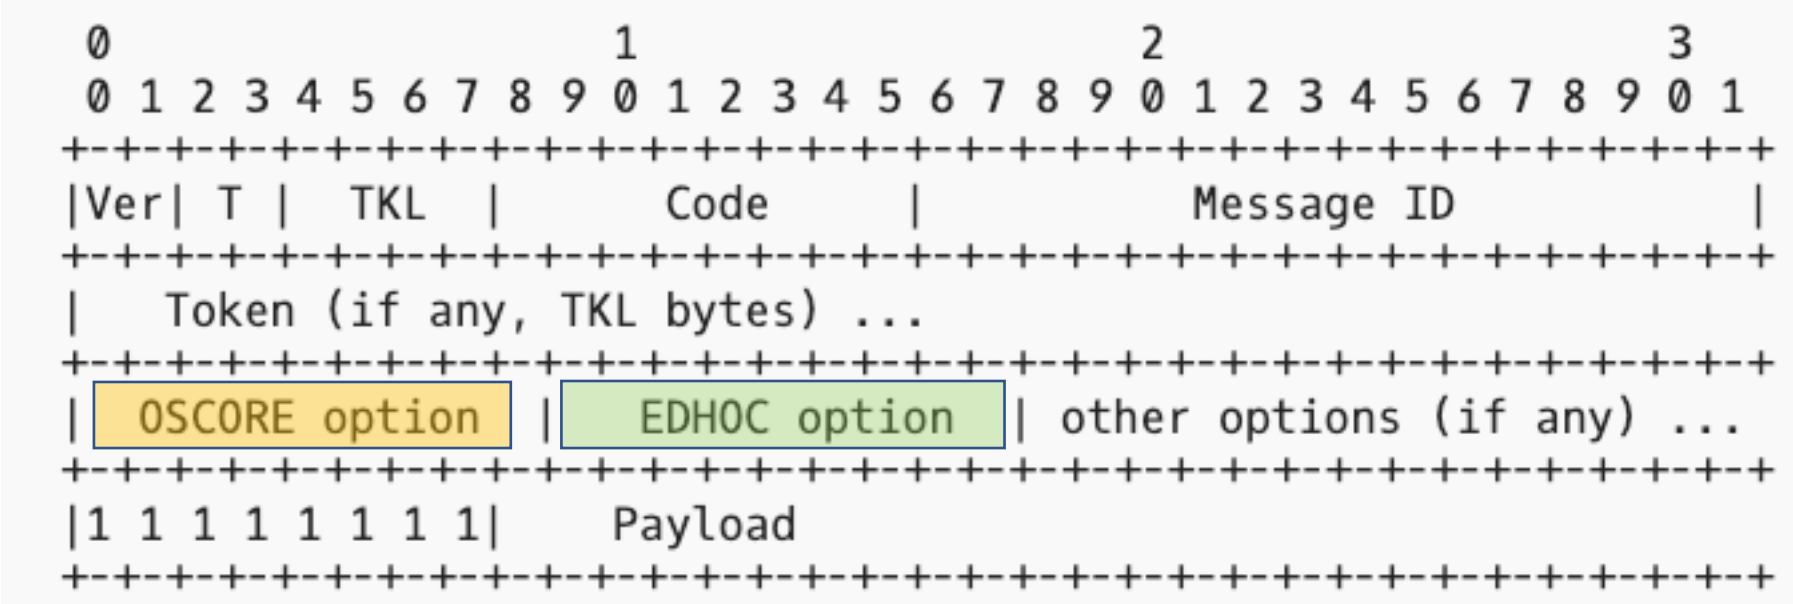 0 1 2 3
0 1 2 3 4 5 6 7 8 9 0 1 2 3 4 5 6 7 8 9 0 1 2 3 4 5 6 7 8 9 0 1
+-+-+-+-+-+-+-+-+-+-+-+-+-+-+-+-+-+-+-+-+-+-+-+-+-+-+-+-+-+-+-+-+
|Ver| T | TKL | Code | Message ID |
+-+-+-+-+-+-+-+-+-+-+-+-+-+-+-+-+-+-+-+-+-+-+-+-+-+-+-+-+-+-+-+-+
| Token (if any, TKL bytes) ...
+-+-+-+-+-+-+-+-+-+-+-+-+-+-+-+-+-+-+-+-+-+-+-+-+-+-+-+-+-+-+-+-+
| OSCORE option | EDHOC option | other options (if any) ...
+-+-+-+-+-+-+-+-+-+-+-+-+-+-+-+-+-+-+-+-+-+-+-+-+-+-+-+-+-+-+-+-+
|1 1 1 1 1 1 1 1| Payload
+-+-+-+-+-+-+-+-+-+-+-+-+-+-+-+-+-+-+-+-+-+-+-+-+-+-+-+-+-+-+-+-+